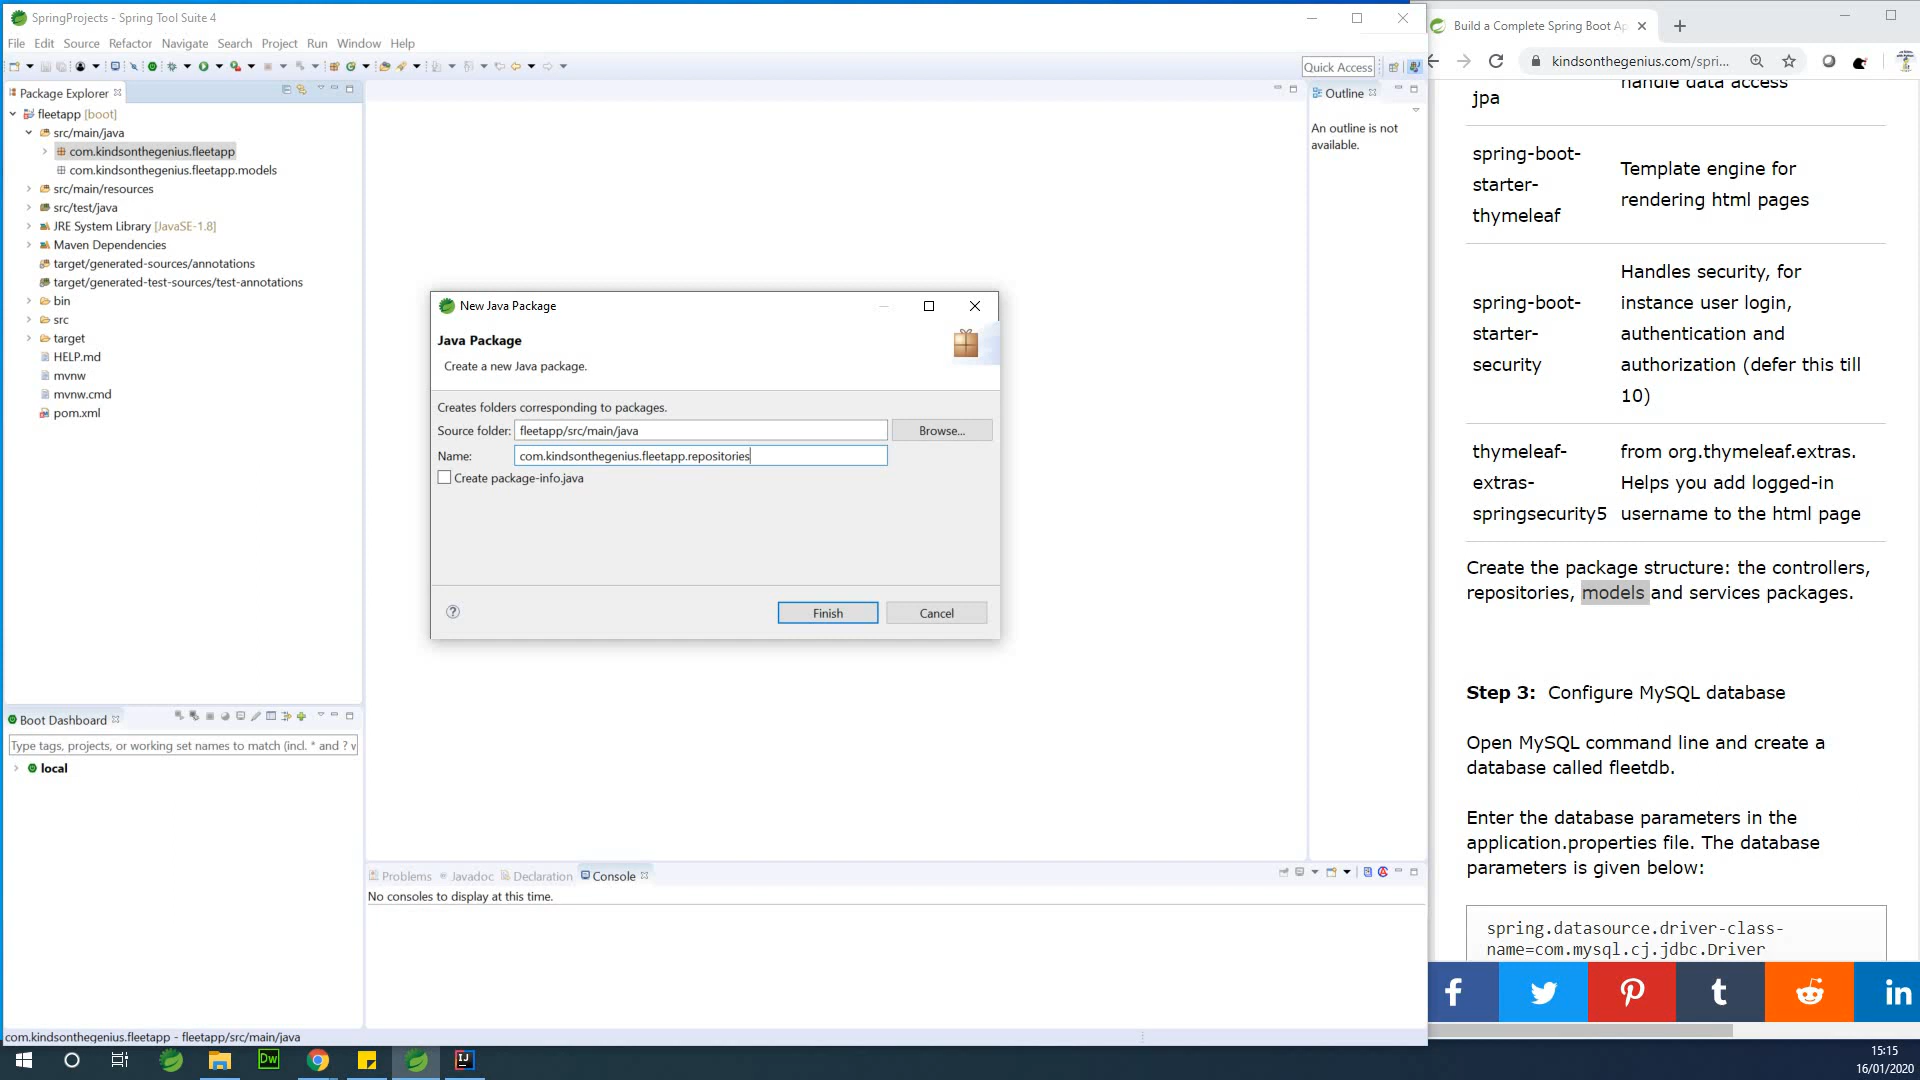 SpringProjects - Spring Tool Suite 4
File Edit Source Refactor Navigate Search Project Run Window Help
Quick Access
Package Explorer
fleetapp [boot]
src/main/java
com.kindsonthegenius.fleetapp
com.kindsonthegenius.fleetapp.models
src/main/resources
src/test/java
JRE System Library [JavaSE-1.8]
Maven Dependencies
target/generated-sources/annotations
target/generated-test-sources/test-annotations
bin
src
target
HELP.md
mvnw
mvnw.cmd
pom.xml
Boot Dashboard
Type tags, projects, or working set names to match (incl. * and ? w
local
New Java Package
Java Package
Create a new Java package.
Creates folders corresponding to packages.
Source folder: fleetapp/src/main/java Browse...
Name: com.kindsonthegenius.fleetapp.repositories
Create package-info.java
Finish Cancel
Outline
An outline is not
available.
Problems Javadoc Declaration Console
No consoles to display at this time.
com.kindsonthegenius.fleetapp - fleetapp/src/main/java
Build a Complete Spring Boot Ap
kindsonthegenius.com/spri...
handle data access
jpa
spring-boot-
starter-
thymeleaf
Template engine for
rendering html pages
spring-boot-
starter-
security
Handles security, for
instance user login,
authentication and
authorization (defer this till
10)
thymeleaf-
extras-
springsecurity5
from org.thymeleaf.extras.
Helps you add logged-in
username to the html page
Create the package structure: the controllers,
repositories, models and services packages.
Step 3: Configure MySQL database
Open MySQL command line and create a
database called fleetdb.
Enter the database parameters in the
application.properties file. The database
parameters is given below:
spring.datasource.driver-class-
name=com.mysql.cj.jdbc.Driver
Dw
IJ
15:15
16/01/2020